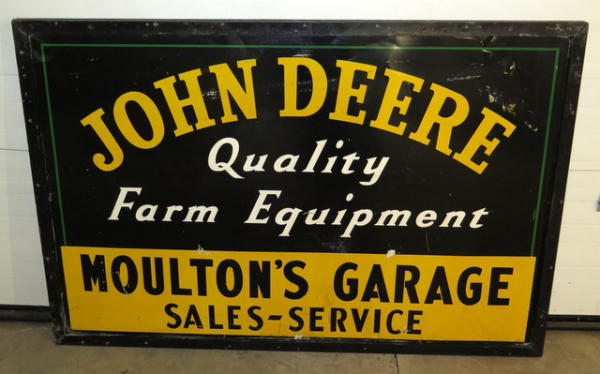 JOHN DEERE
Quality
Farm Equipment
MOULTON'S GARAGE
SALES-SERVICE